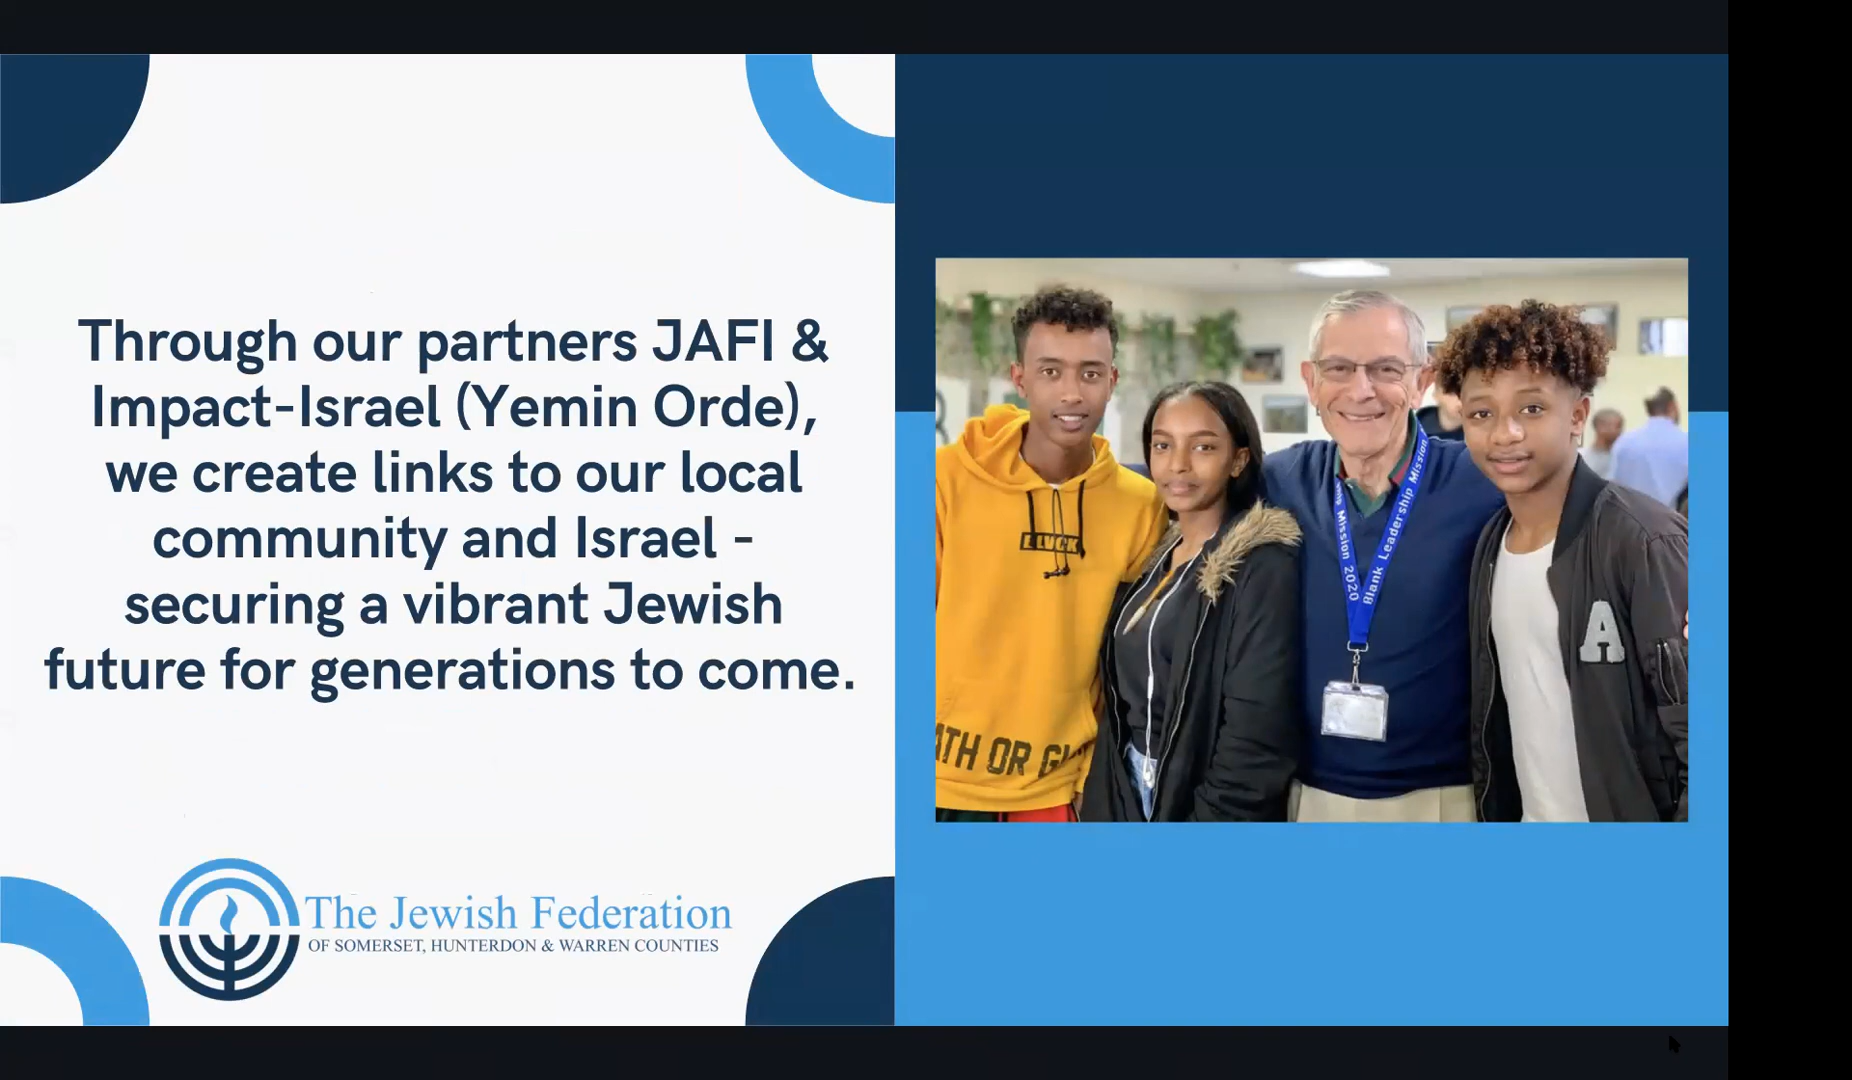 Through our partners JAFI &
Impact-Israel (Yemin Orde),
we create links to our local
community and Israel -
securing a vibrant Jewish
future for generations to come.
The Jewish Federation
OF SOMERSET, HUNTERDON & WARREN COUNTIES
ATH OR
Mission 2020
Blank Leadership Mission
A